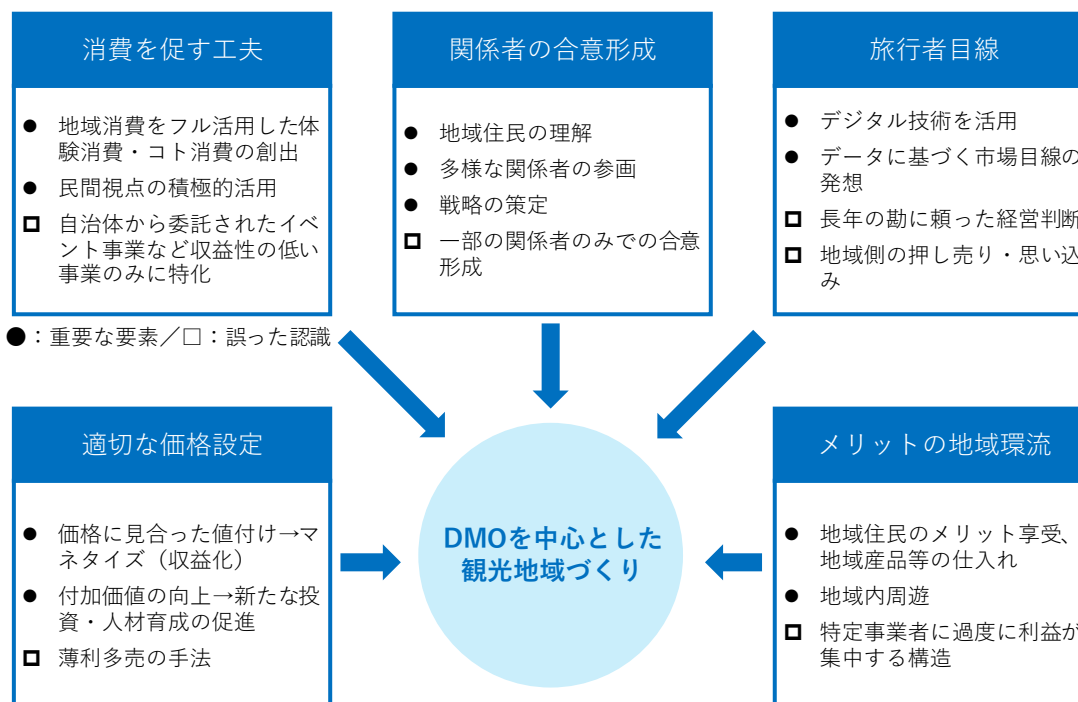 消費を促す工夫
● 地域消費をフル活用した体
験消費・コト消費の創出
● 民間視点の積極的活用
□ 自治体から委託されたイベ
ント事業など収益性の低い
事業のみに特化
関係者の合意形成
● 地域住民の理解
● 多様な関係者の参画
● 戦略の策定
□ 一部の関係者のみでの合意
形成
旅行者目線
● デジタル技術を活用
● データに基づく市場目線の
発想
□ 長年の勘に頼った経営判断
□ 地域側の押し売り・思い込
み
●：重要な要素／□：誤った認識
適切な価格設定
● 価格に見合った値付け→マ
ネタイズ（収益化）
● 付加価値の向上→新たな投
資・人材育成の促進
□ 薄利多売の手法
DMOを中心とした
観光地域づくり
メリットの地域環流
● 地域住民のメリット享受、
地域産品等の仕入れ
● 地域内周遊
□ 特定事業者に過度に利益が
集中する構造